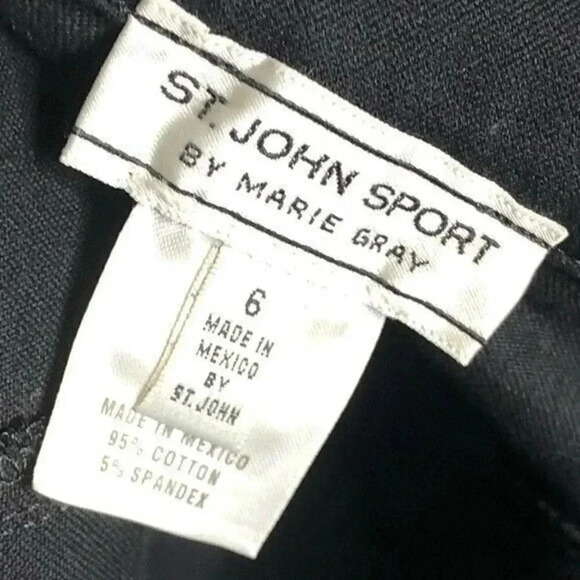 ST. JOHN SPORT
BY MARIE GRAY
6
MADE IN
MEXICO
BY
ST. JOHN
MADE IN MEXICO
95% COTTON
5% SPANDEX